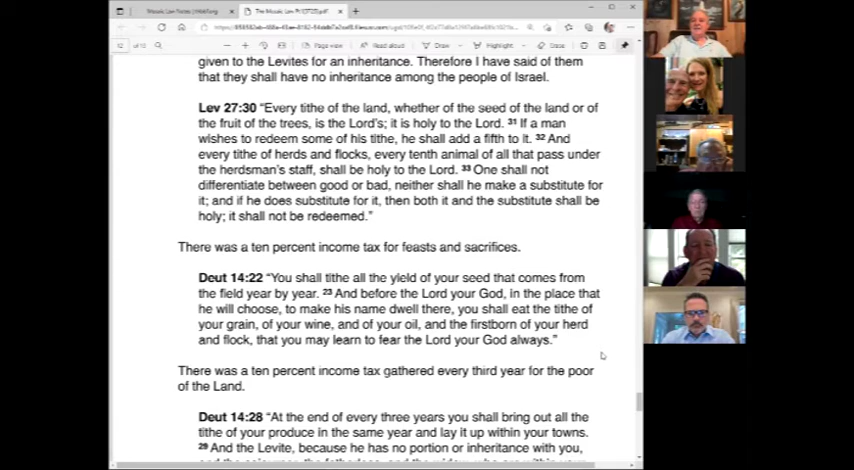 Mosaic Law Notes
The Mosaic Law
12
Page view
Read aloud
Draw
Highlight
Erase
given to the Levites for an inheritance. Therefore I have said of them
that they shall have no inheritance among the people of Israel.
Lev 27:30 “Every tithe of the land, whether of the seed of the land or of
the fruit of the trees, is the Lord’s; it is holy to the Lord. 31 If a man
wishes to redeem some of his tithe, he shall add a fifth to it. 32 And
every tithe of herds and flocks, every tenth animal of all that pass under
the herdsman’s staff, shall be holy to the Lord. 33 One shall not
differentiate between good or bad, neither shall he make a substitute for
it; and if he does substitute for it, then both it and the substitute shall be
holy; it shall not be redeemed.”
There was a ten percent income tax for feasts and sacrifices.
Deut 14:22 “You shall tithe all the yield of your seed that comes from
the field year by year. 23 And before the Lord your God, in the place that
he will choose, to make his name dwell there, you shall eat the tithe of
your grain, of your wine, and of your oil, and the firstborn of your herd
and flock, that you may learn to fear the Lord your God always.”
There was a ten percent income tax gathered every third year for the poor
of the Land.
Deut 14:28 “At the end of every three years you shall bring out all the
tithe of your produce in the same year and lay it up within your towns.
29 And the Levite, because he has no portion or inheritance with you,